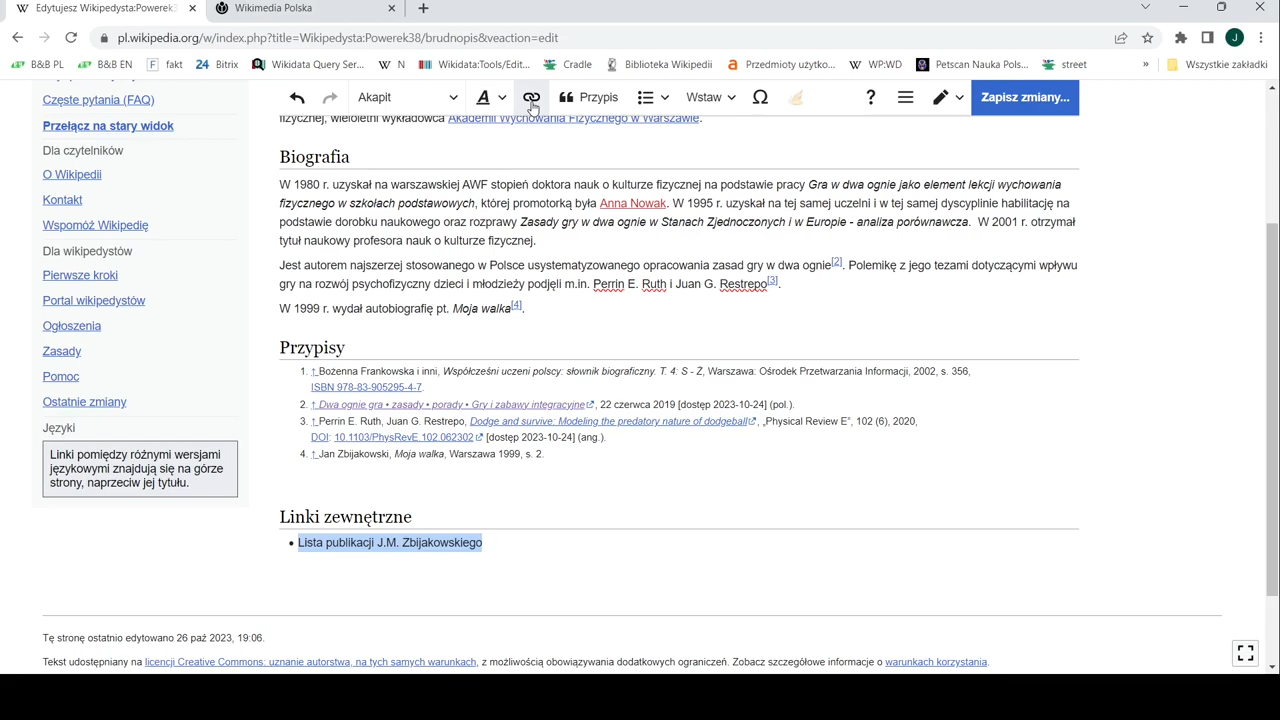 Edytujesz Wikipedysta:Powerek38
Wikimedia Polska
pl.wikipedia.org/w/index.php?title=Wikipedysta:Powerek38/brudnopis&veaction=edit
J
B&B PL
B&B EN
fakt
Bitrix
Wikidata Query Ser...
N
Wikidata:Tools/Edit...
Cradle
Biblioteka Wikipedii
Przedmioty użytko...
WP:WD
Petscan Nauka Pols...
street
»
Wszystkie zakładki
Akapit
A
Przypis
Wstaw
Ω
?
Zapisz zmiany...
Częste pytania (FAQ)
Przełącz na stary widok
Dla czytelników
O Wikipedii
Kontakt
Wspomóż Wikipedię
Dla wikipedystów
Pierwsze kroki
Portal wikipedystów
Ogłoszenia
Zasady
Pomoc
Ostatnie zmiany
Języki
Linki pomiędzy różnymi wersjami
językowymi znajdują się na górze
strony, naprzeciw jej tytułu.
fizycznej, wieloletni wykładowca Akademii Wychowania Fizycznego w Warszawie.
Biografia
W 1980 r. uzyskał na warszawskiej AWF stopień doktora nauk o kulturze fizycznej na podstawie pracy Gra w dwa ognie jako element lekcji wychowania
fizycznego w szkołach podstawowych, której promotorką była Anna Nowak. W 1995 r. uzyskał na tej samej uczelni i w tej samej dyscyplinie habilitację na
podstawie dorobku naukowego oraz rozprawy Zasady gry w dwa ognie w Stanach Zjednoczonych i w Europie - analiza porównawcza. W 2001 r. otrzymał
tytuł naukowy profesora nauk o kulturze fizycznej.
Jest autorem najszerzej stosowanego w Polsce usystematyzowanego opracowania zasad gry w dwa ognie[2]. Polemikę z jego tezami dotyczącymi wpływu
gry na rozwój psychofizyczny dzieci i młodzieży podjęli m.in. Perrin E. Ruth i Juan G. Restrepo[3].
W 1999 r. wydał autobiografię pt. Moja walka[4].
Przypisy
1. ↑ Bożenna Frankowska i inni, Współcześni uczeni polscy: słownik biograficzny. T. 4: S - Ż, Warszawa: Ośrodek Przetwarzania Informacji, 2002, s. 356,
ISBN 978-83-905295-4-7.
2. ↑ Dwa ognie gra • zasady • porady • Gry i zabawy integracyjne, 22 czerwca 2019 [dostęp 2023-10-24] (pol.).
3. ↑ Perrin E. Ruth, Juan G. Restrepo, Dodge and survive: Modeling the predatory nature of dodgeball, „Physical Review E”, 102 (6), 2020,
DOI: 10.1103/PhysRevE.102.062302 [dostęp 2023-10-24] (ang.).
4. ↑ Jan Zbijakowski, Moja walka, Warszawa 1999, s. 2.
Linki zewnętrzne
• Lista publikacji J.M. Zbijakowskiego
Tę stronę ostatnio edytowano 26 paź 2023, 19:06.
Tekst udostępniany na licencji Creative Commons: uznanie autorstwa, na tych samych warunkach, z możliwością obowiązywania dodatkowych ograniczeń. Zobacz szczegółowe informacje o warunkach korzystania.